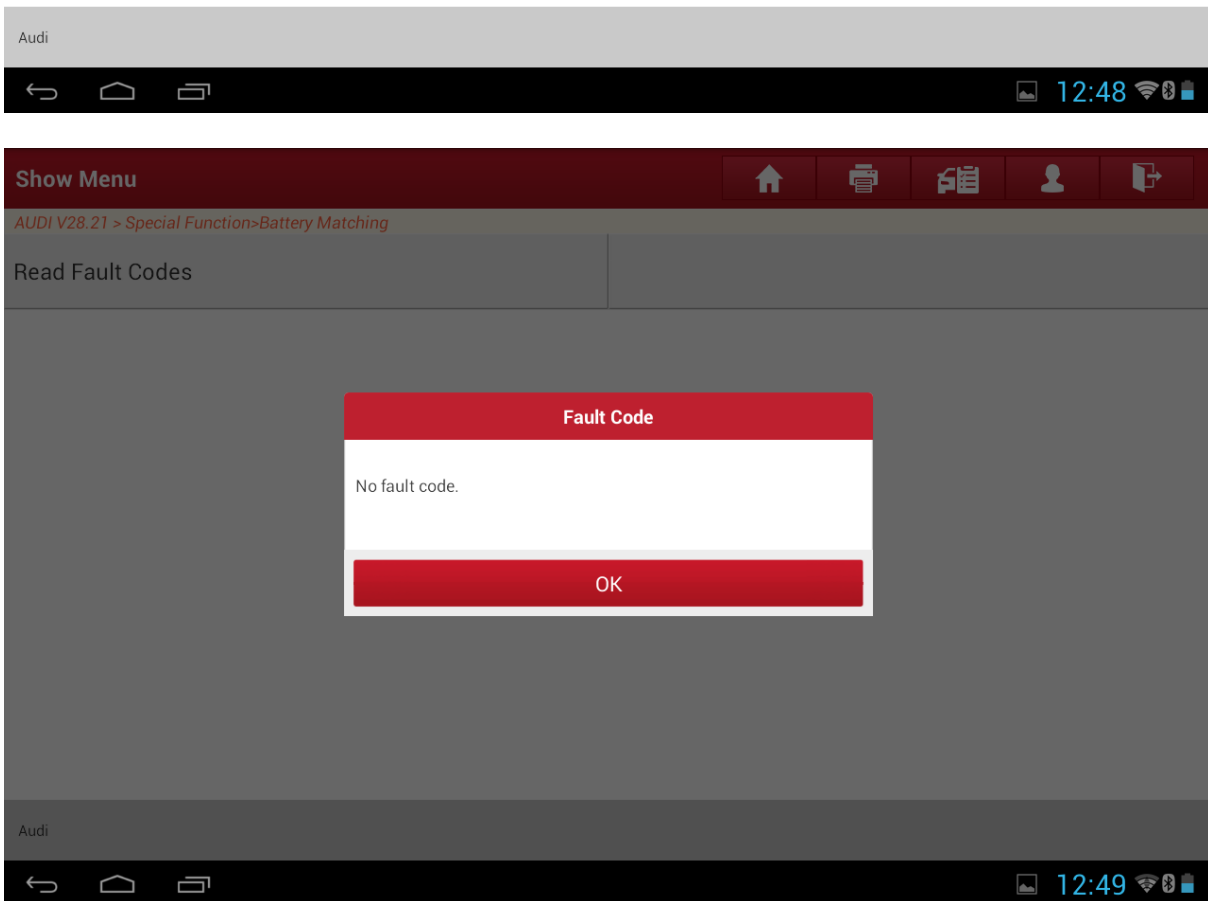 Audi
12:48
Show Menu
AUDI V28.21 > Special Function>Battery Matching
Read Fault Codes
Fault Code
No fault code.
OK
Audi
12:49